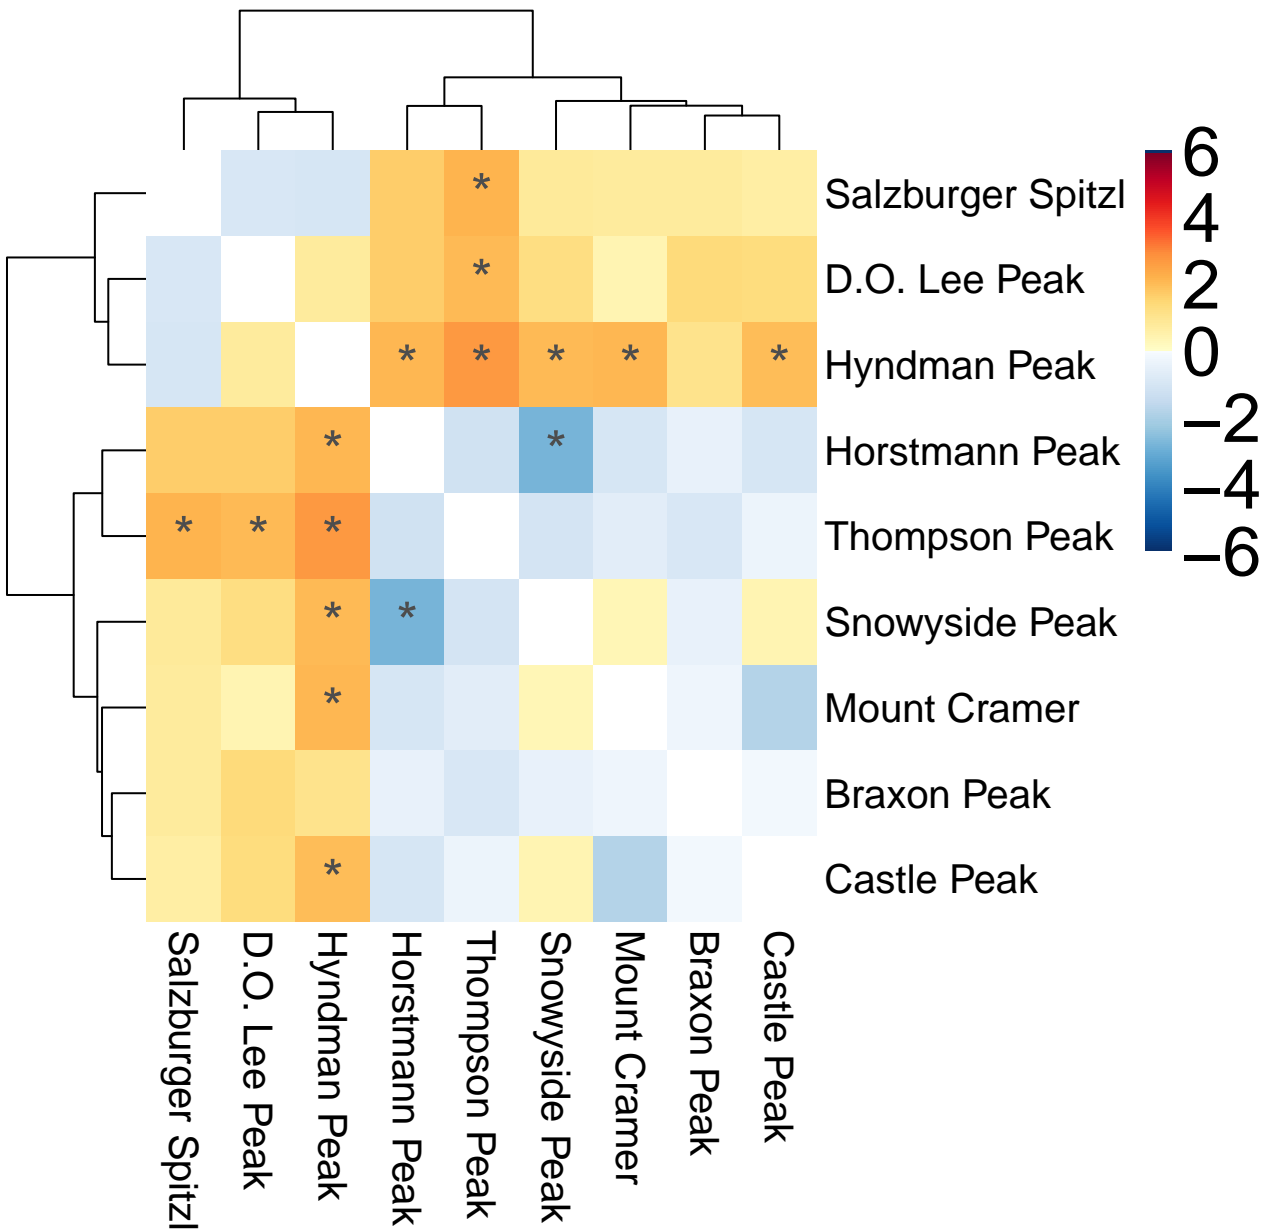 * Salzburger Spitzl
* D.O. Lee Peak
* * * * * Hyndman Peak
* * Horstmann Peak
* * * Thompson Peak
* * Snowyside Peak
* Mount Cramer
Braxon Peak
* Castle Peak
6
4
2
0
−2
−4
−6
Salzburger Spitzl
D.O. Lee Peak
Hyndman Peak
Horstmann Peak
Thompson Peak
Snowyside Peak
Mount Cramer
Braxon Peak
Castle Peak